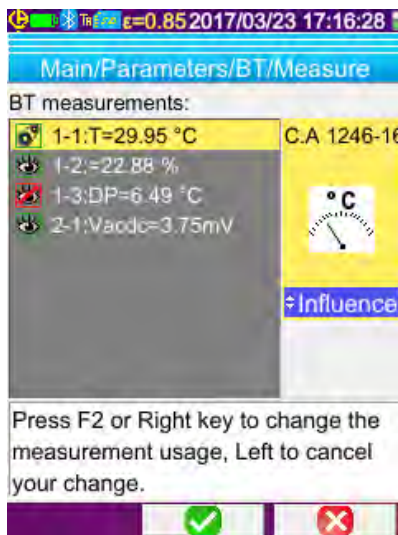 ε=0.85 2017/03/23 17:16:28
Main/Parameters/BT/Measure
BT measurements:
1-1:T=29.95 °C
C.A 1246-16
1-2:=22.88 %
1-3:DP=6.49 °C
°C
2-1:Vacdc=3.75mV
Influence
Press F2 or Right key to change the
measurement usage, Left to cancel
your change.